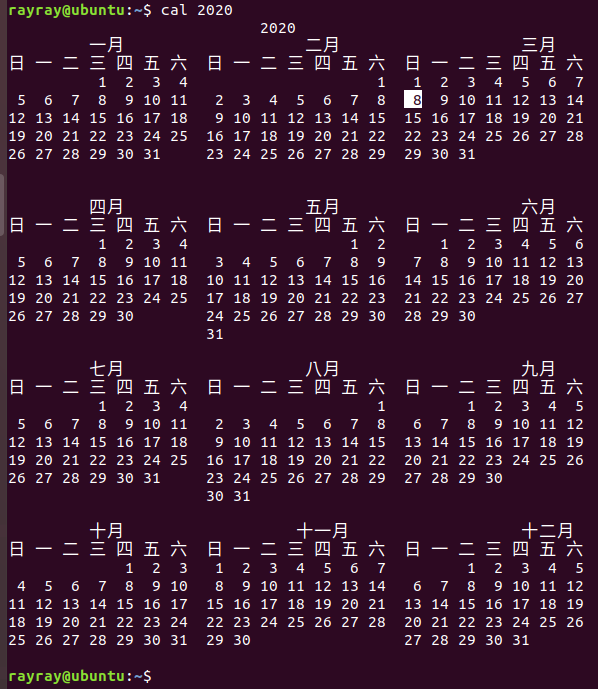 rayray@ubuntu:~$ cal 2020
                            2020
         一月                    二月                    三月
日 一 二 三 四 五 六  日 一 二 三 四 五 六  日 一 二 三 四 五 六
          1  2  3  4                     1   1  2  3  4  5  6  7
 5  6  7  8  9 10 11   2  3  4  5  6  7  8   8  9 10 11 12 13 14
12 13 14 15 16 17 18   9 10 11 12 13 14 15  15 16 17 18 19 20 21
19 20 21 22 23 24 25  16 17 18 19 20 21 22  22 23 24 25 26 27 28
26 27 28 29 30 31     23 24 25 26 27 28 29  29 30 31
         四月                    五月                    六月
日 一 二 三 四 五 六  日 一 二 三 四 五 六  日 一 二 三 四 五 六
          1  2  3  4                  1  2      1  2  3  4  5  6
 5  6  7  8  9 10 11   3  4  5  6  7  8  9   7  8  9 10 11 12 13
12 13 14 15 16 17 18  10 11 12 13 14 15 16  14 15 16 17 18 19 20
19 20 21 22 23 24 25  17 18 19 20 21 22 23  21 22 23 24 25 26 27
26 27 28 29 30        24 25 26 27 28 29 30  28 29 30
                      31
         七月                    八月                    九月
日 一 二 三 四 五 六  日 一 二 三 四 五 六  日 一 二 三 四 五 六
          1  2  3  4                     1         1  2  3  4  5
 5  6  7  8  9 10 11   2  3  4  5  6  7  8   6  7  8  9 10 11 12
12 13 14 15 16 17 18   9 10 11 12 13 14 15  13 14 15 16 17 18 19
19 20 21 22 23 24 25  16 17 18 19 20 21 22  20 21 22 23 24 25 26
26 27 28 29 30 31     23 24 25 26 27 28 29  27 28 29 30
                      30 31
         十月                   十一月                   十二月
日 一 二 三 四 五 六  日 一 二 三 四 五 六  日 一 二 三 四 五 六
             1  2  3   1  2  3  4  5  6  7         1  2  3  4  5
 4  5  6  7  8  9 10   8  9 10 11 12 13 14   6  7  8  9 10 11 12
11 12 13 14 15 16 17  15 16 17 18 19 20 21  13 14 15 16 17 18 19
18 19 20 21 22 23 24  22 23 24 25 26 27 28  20 21 22 23 24 25 26
25 26 27 28 29 30 31  29 30                 27 28 29 30 31
rayray@ubuntu:~$